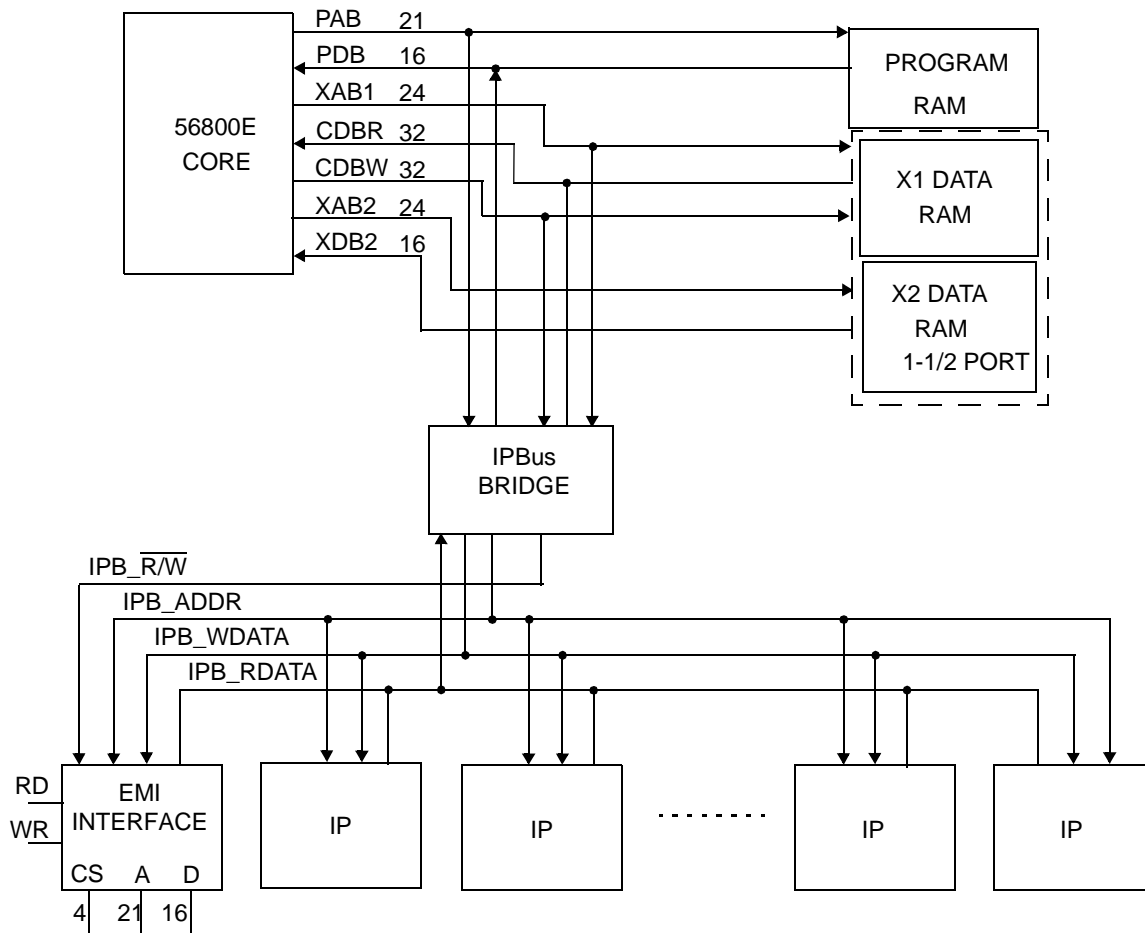 PAB 21
PDB 16
XAB1 24
CDBR 32
CDBW 32
XAB2 24
XDB2 16
56800E
CORE
PROGRAM
RAM
X1 DATA
RAM
X2 DATA
RAM
1-1/2 PORT
IPBus
BRIDGE
IPB_R/W
IPB_ADDR
IPB_WDATA
IPB_RDATA
RD
WR
EMI
INTERFACE
CS A D
4 21 16
IP
IP
IP
IP